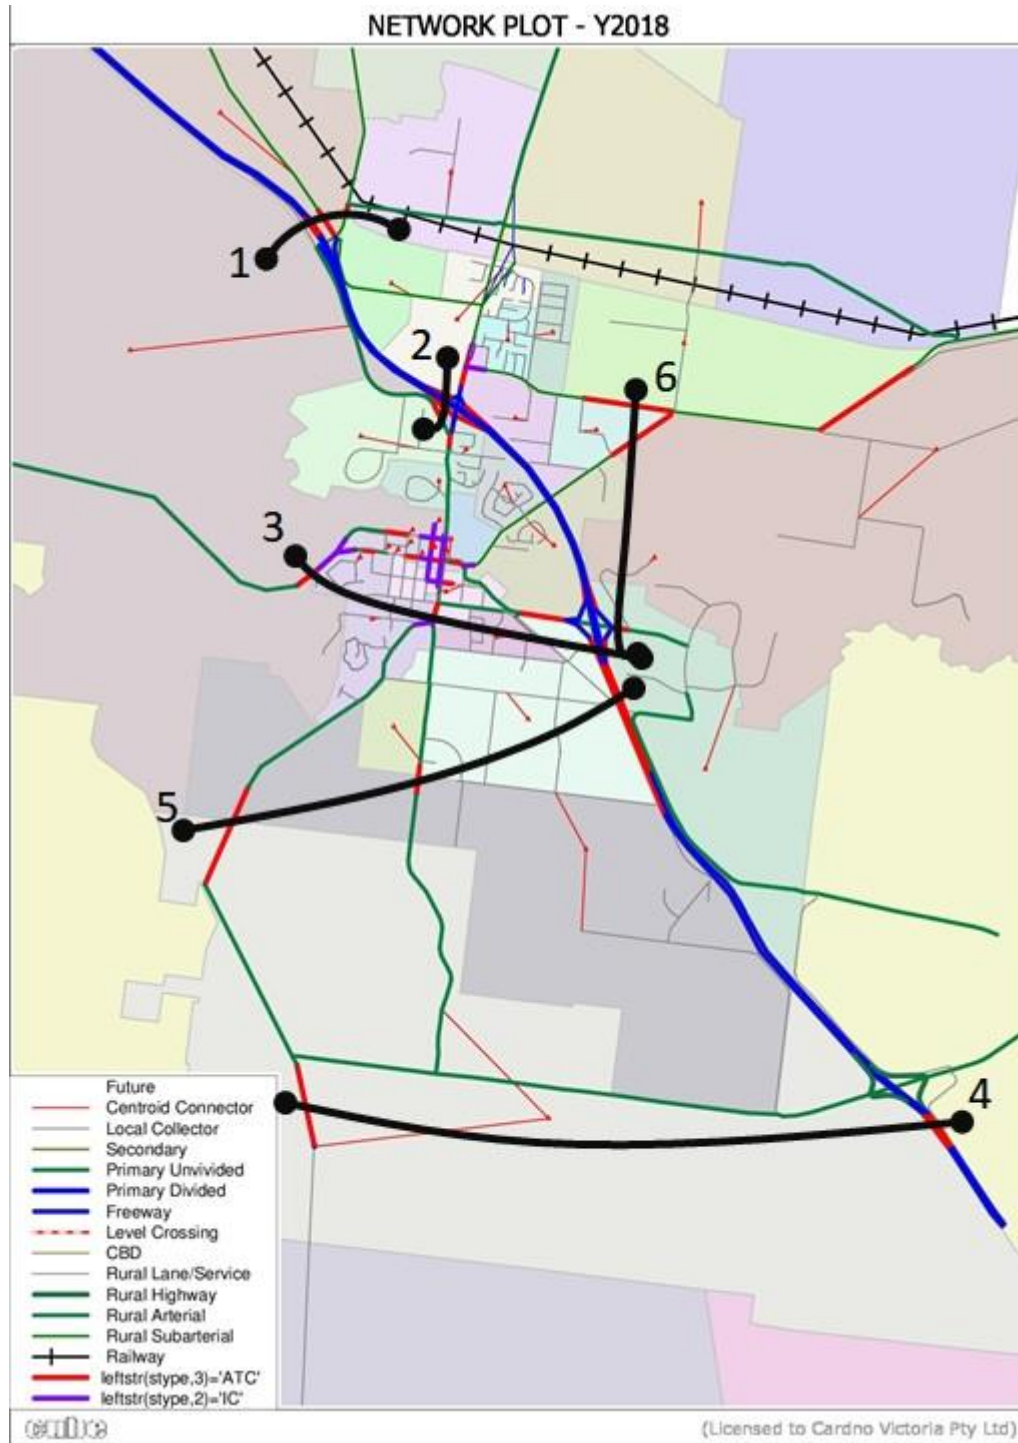 NETWORK PLOT - Y2018
1
2
6
3
5
4
Future
Centroid Connector
Local Collector
Secondary
Primary Unvivided
Primary Divided
Freeway
Level Crossing
CBD
Rural Lane/Service
Rural Highway
Rural Arterial
Rural Subarterial
Railway
leftstr(stype,3)='ATC'
leftstr(stype,2)='IC'
(Licensed to Cardno Victoria Pty Ltd)